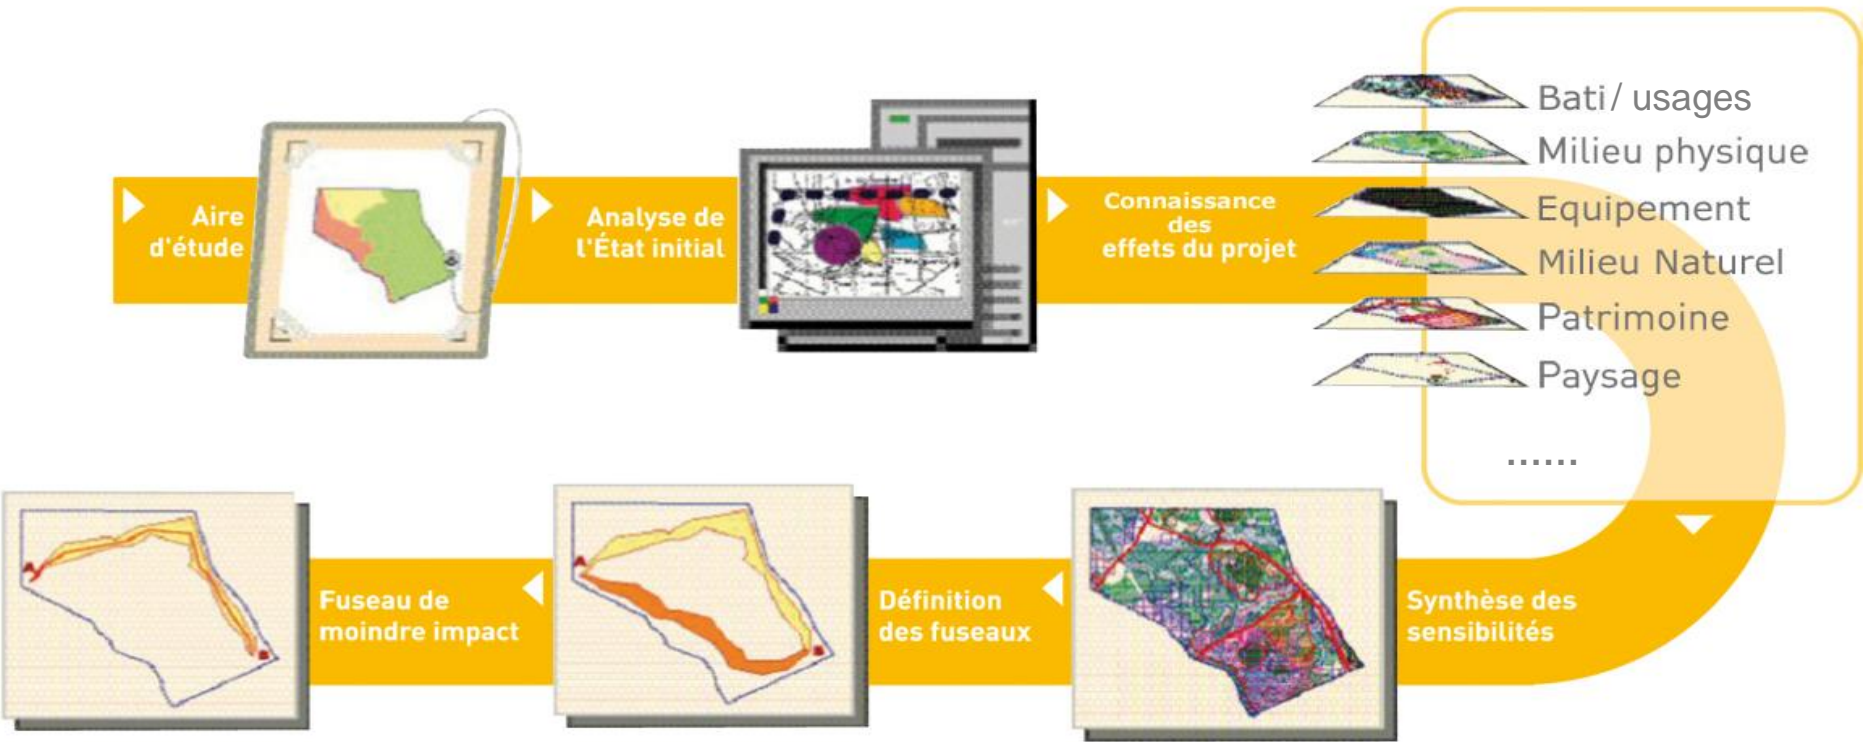 Aire
d'étude
Analyse de
l'État initial
Connaissance
des
effets du projet
Bati / usages
Milieu physique
Equipement
Milieu Naturel
Patrimoine
Paysage
......
Synthèse des
sensibilités
Définition
des fuseaux
Fuseau de
moindre impact